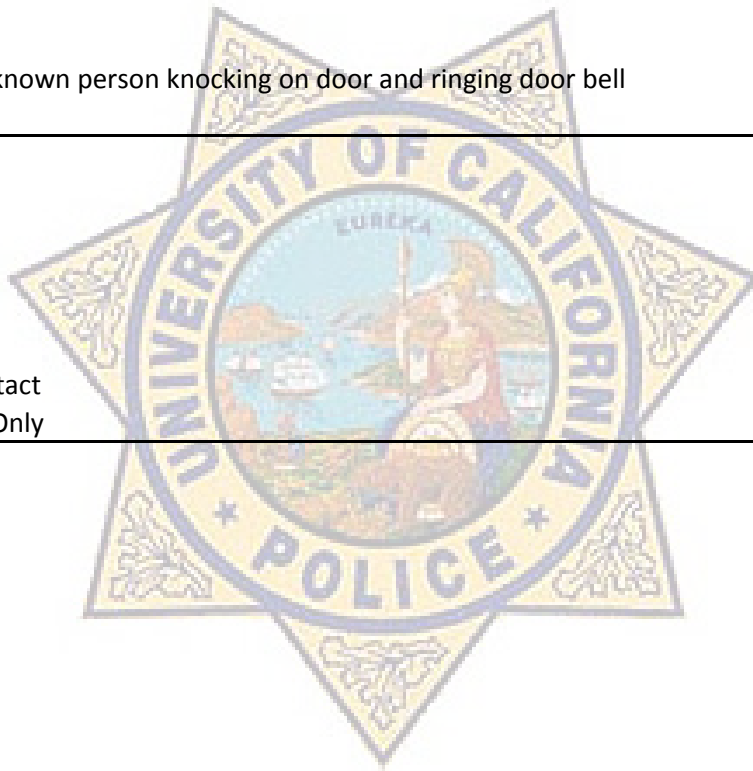 known person knocking on door and ringing door bell
tact
Only
EUREKA
UNIVERSITY OF CALIFORNIA
POLICE